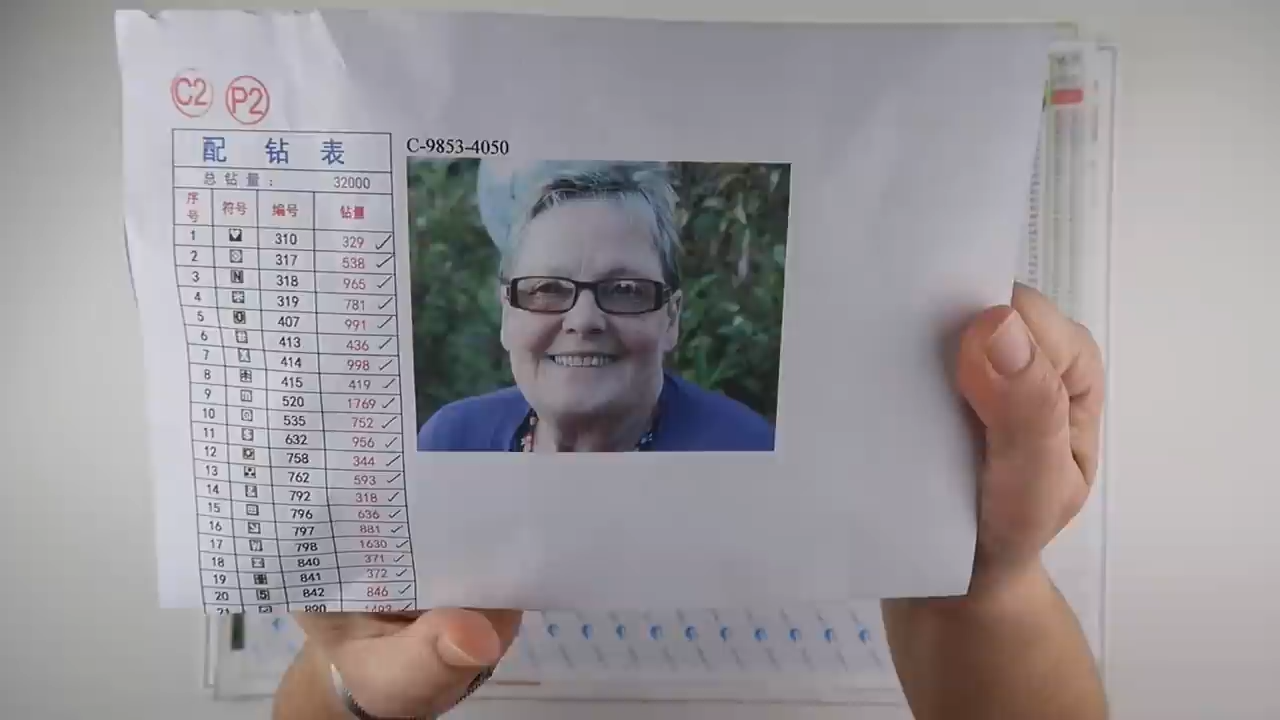 C2 P2
配 钻 表
总 钻 量 : 32000
序号 符号 编号 钻量
1 310 329 ✓
2 317 538 ✓
3 N 318 965 ✓
4 319 781 ✓
5 407 991 ✓
6 413 436 ✓
7 414 998 ✓
8 415 419 ✓
9 520 1769 ✓
10 535 752 ✓
11 632 956 ✓
12 758 344 ✓
13 762 593 ✓
14 792 318 ✓
15 796 636 ✓
16 797 881 ✓
17 798 1630 ✓
18 840 371 ✓
19 841 372 ✓
20 5 842 846 ✓
21 890 1493 ✓
C-9853-4050